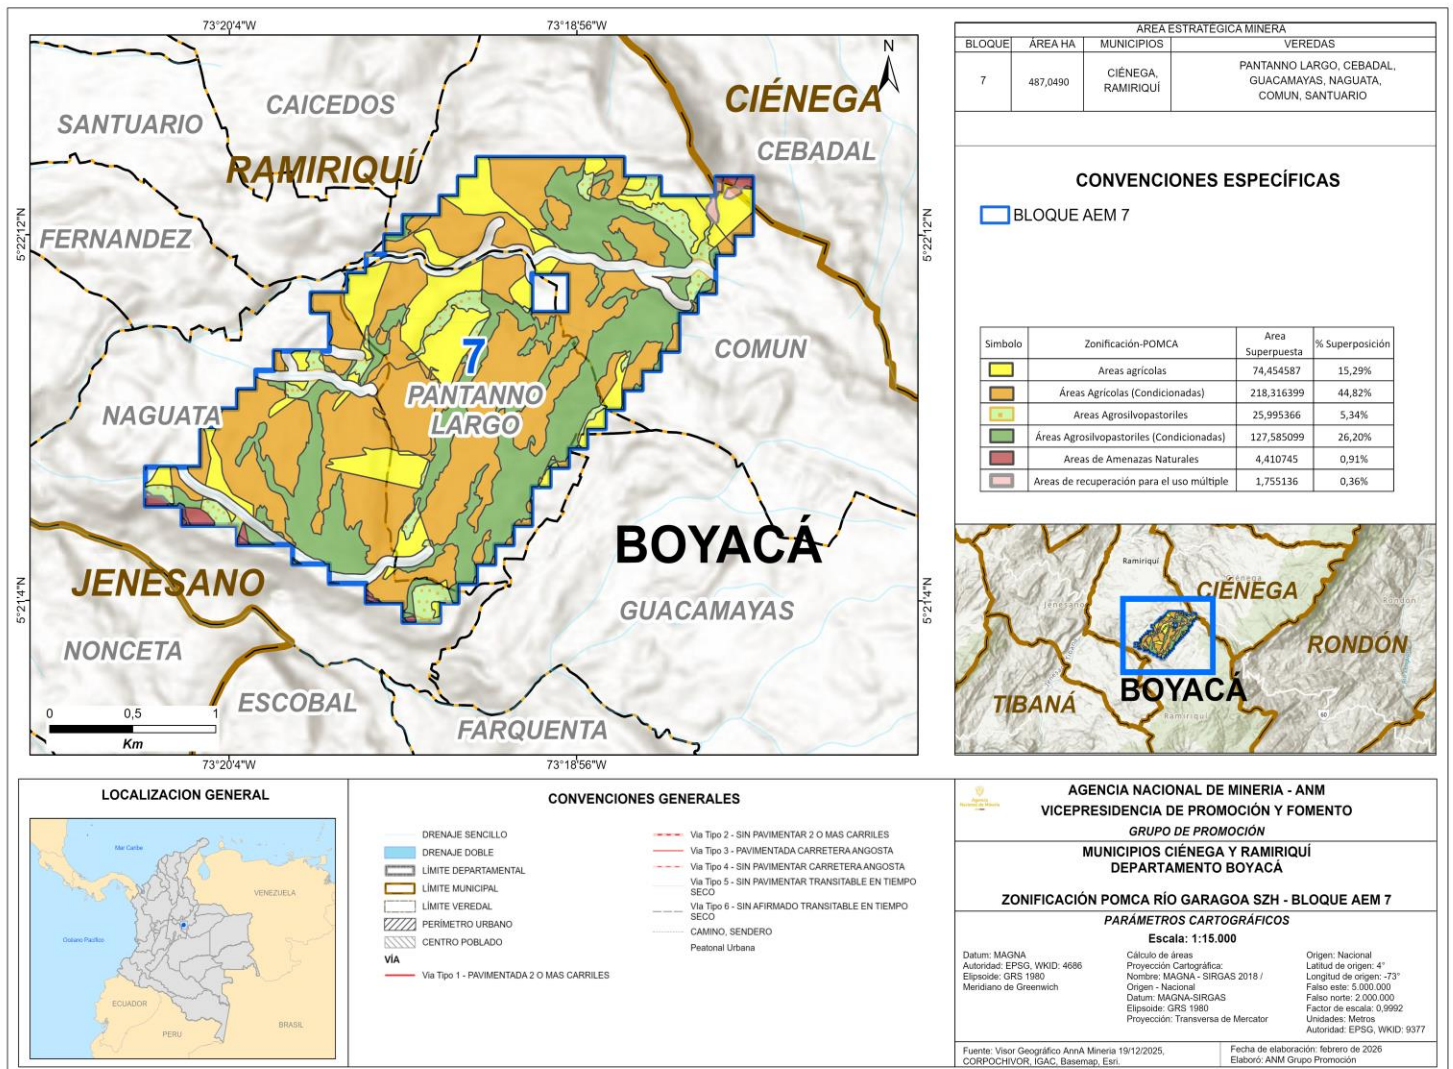 73°20'4"W
73°18'56"W
N
CIÉNEGA
CAICEDOS
SANTUARIO
CEBADAL
RAMIRIQUÍ
5°22'12"N
5°22'12"N
FERNANDEZ
COMUN
7
PANTANNO
LARGO
NAGUATA
BOYACÁ
JENESANO
5°21'4"N
5°21'4"N
GUACAMAYAS
NONCETA
ESCOBAL
FARQUENTA
0 0,5 1
Km
73°20'4"W
73°18'56"W
AREA ESTRATEGICA MINERA
BLOQUE ÁREA HA MUNICIPIOS VEREDAS
7 487,0490 CIÉNEGA, RAMIRIQUÍ PANTANNO LARGO, CEBADAL,
GUACAMAYAS, NAGUATA,
COMUN, SANTUARIO
CONVENCIONES ESPECÍFICAS
BLOQUE AEM 7
Simbolo Zonificación-POMCA Area Superpuesta % Superposición
Areas agrícolas 74,454587 15,29%
Áreas Agrícolas (Condicionadas) 218,316399 44,82%
Areas Agrosilvopastoriles 25,995366 5,34%
Áreas Agrosilvopastoriles (Condicionadas) 127,585099 26,20%
Areas de Amenazas Naturales 4,410745 0,91%
Areas de recuperación para el uso múltiple 1,755136 0,36%
Ramiriquí
Ciénega
CIÉNEGA
Jenesano
Rondón
RONDÓN
BOYACÁ
TIBANÁ
Ramiriquí
60
LOCALIZACION GENERAL
Mar Caribe
VENEZUELA
Océano Pacífico
ECUADOR
PERU
BRASIL
CONVENCIONES GENERALES
DRENAJE SENCILLO
DRENAJE DOBLE
LÍMITE DEPARTAMENTAL
LÍMITE MUNICIPAL
LÍMITE VEREDAL
PERÍMETRO URBANO
CENTRO POBLADO
VÍA
Via Tipo 1 - PAVIMENTADA 2 O MAS CARRILES
Via Tipo 2 - SIN PAVIMENTAR 2 O MAS CARRILES
Via Tipo 3 - PAVIMENTADA CARRETERA ANGOSTA
Via Tipo 4 - SIN PAVIMENTAR CARRETERA ANGOSTA
Via Tipo 5 - SIN PAVIMENTAR TRANSITABLE EN TIEMPO
SECO
VIa Tipo 6 - SIN AFIRMADO TRANSITABLE EN TIEMPO
SECO
CAMINO, SENDERO
Peatonal Urbana
Agencia
Nacional de Minería
AGENCIA NACIONAL DE MINERIA - ANM
VICEPRESIDENCIA DE PROMOCIÓN Y FOMENTO
GRUPO DE PROMOCIÓN
MUNICIPIOS CIÉNEGA Y RAMIRIQUÍ
DEPARTAMENTO BOYACÁ
ZONIFICACIÓN POMCA RÍO GARAGOA SZH - BLOQUE AEM 7
PARÁMETROS CARTOGRÁFICOS
Escala: 1:15.000
Datum: MAGNA
Autoridad: EPSG, WKID: 4686
Elipsoide: GRS 1980
Meridiano de Greenwich
Cálculo de áreas
Proyección Cartográfica:
Nombre: MAGNA - SIRGAS 2018 /
Origen - Nacional
Datum: MAGNA-SIRGAS
Elipsoide: GRS 1980
Proyección: Transversa de Mercator
Origen: Nacional
Latitud de origen: 4°
Longitud de origen: -73°
Falso este: 5.000.000
Falso norte: 2.000.000
Factor de escala: 0,9992
Unidades: Metros
Autoridad: EPSG, WKID: 9377
Fuente: Visor Geográfico AnnA Mineria 19/12/2025,
CORPOCHIVOR, IGAC, Basemap, Esri.
Fecha de elaboración: febrero de 2026
Elaboró: ANM Grupo Promoción